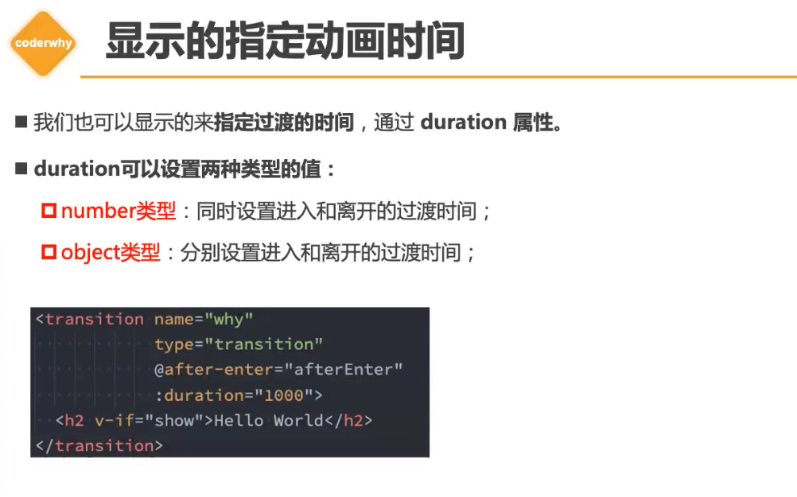 coderwhy
显示的指定动画时间
我们也可以显示的来指定过渡的时间，通过 duration 属性。
duration可以设置两种类型的值：
number类型：同时设置进入和离开的过渡时间；
object类型：分别设置进入和离开的过渡时间；
<transition name="why"
type="transition"
@after-enter="afterEnter"
:duration="1000">
<h2 v-if="show">Hello World</h2>
</transition>